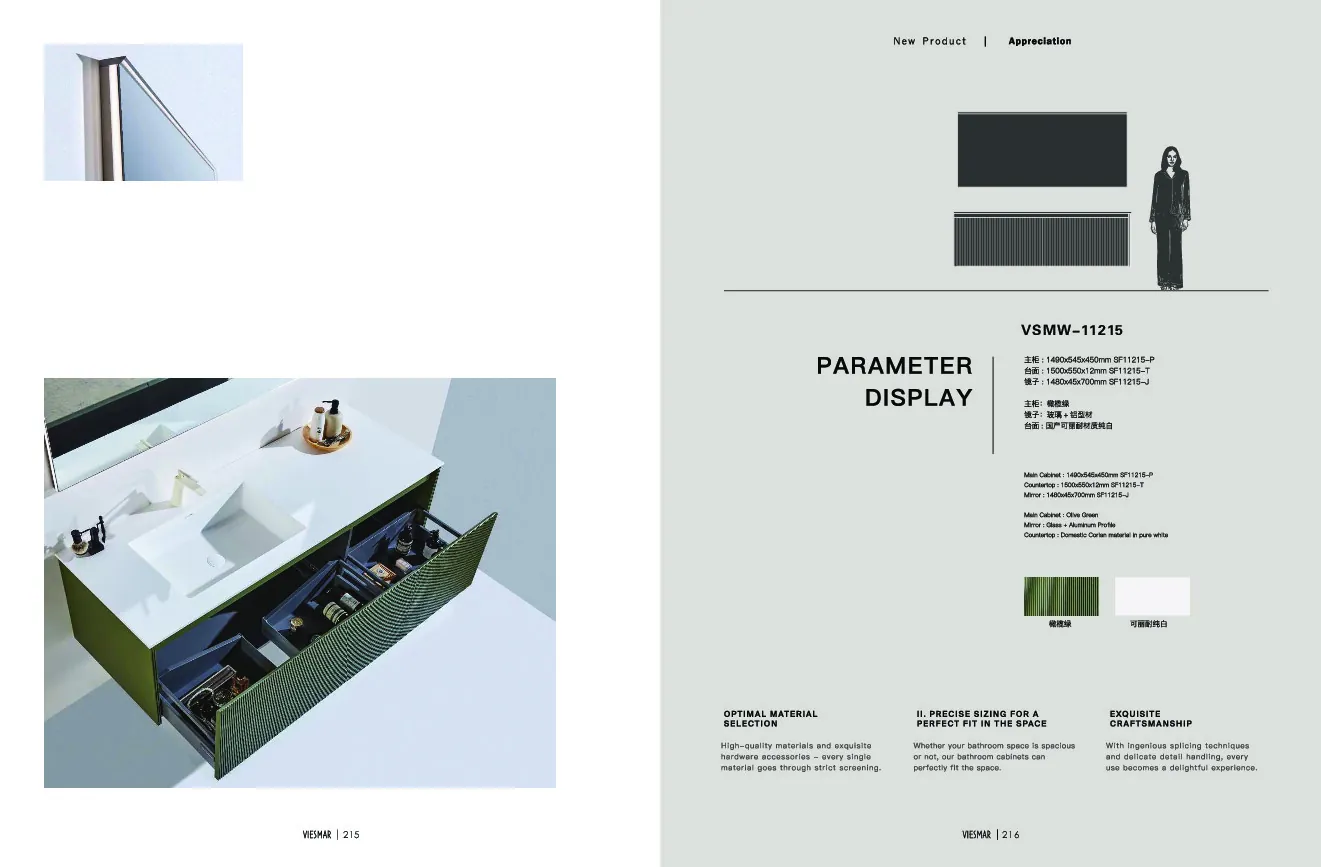 New Product | Appreciation
VSMW-11215
PARAMETER
DISPLAY
主柜：1490x545x450mm SF11215-P
台面：1500x550x12mm SF11215-T
镜子：1480x45x700mm SF11215-J
主柜：橄榄绿
镜子：玻璃 + 铝型材
台面：国产可丽耐材质纯白
Main Cabinet : 1490x545x450mm SF11215-P
Countertop : 1500x550x12mm SF11215-T
Mirror : 1480x45x700mm SF11215-J
Main Cabinet : Olive Green
Mirror : Glass + Aluminum Profile
Countertop : Domestic Corian material in pure white
橄榄绿
可丽耐纯白
OPTIMAL MATERIAL
SELECTION
High-quality materials and exquisite
hardware accessories - every single
material goes through strict screening.
II. PRECISE SIZING FOR A
PERFECT FIT IN THE SPACE
Whether your bathroom space is spacious
or not, our bathroom cabinets can
perfectly fit the space.
EXQUISITE
CRAFTSMANSHIP
With ingenious splicing techniques
and delicate detail handling, every
use becomes a delightful experience.
VIESMAR | 215
VIESMAR | 216